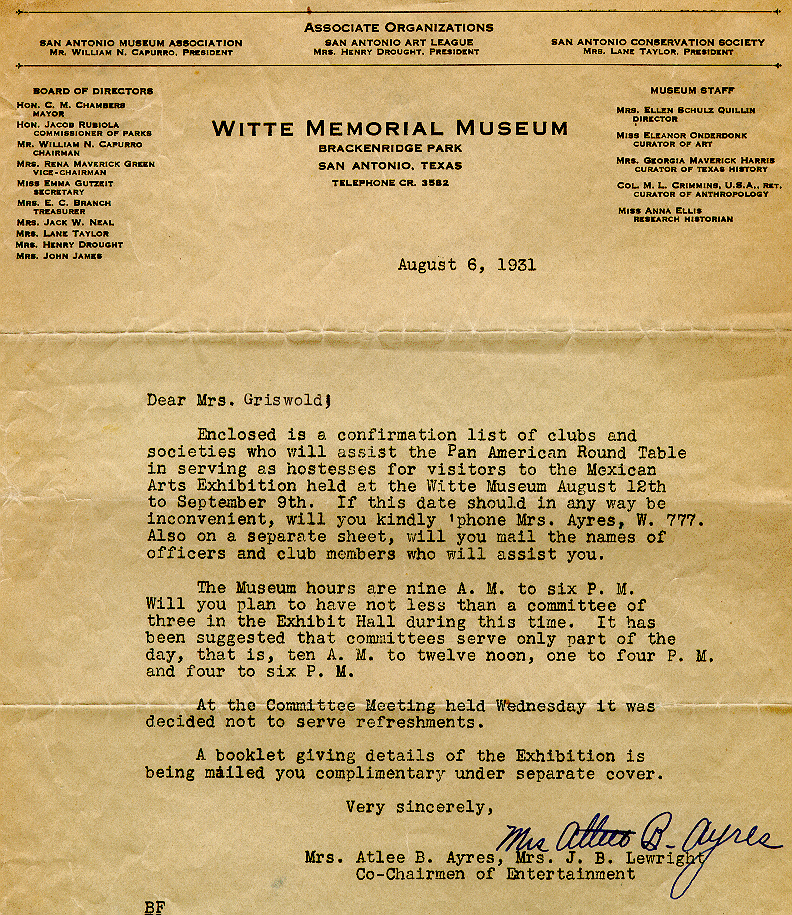 ASSOCIATE ORGANIZATIONS
SAN ANTONIO MUSEUM ASSOCIATION
MR. WILLIAM N. CAPURRO, PRESIDENT
SAN ANTONIO ART LEAGUE
MRS. HENRY DROUGHT, PRESIDENT
SAN ANTONIO CONSERVATION SOCIETY
MRS. LANE TAYLOR, PRESIDENT
BOARD OF DIRECTORS
HON. C. M. CHAMBERS
MAYOR
HON. JACOB RUBIOLA
COMMISSIONER OF PARKS
MR. WILLIAM N. CAPURRO
CHAIRMAN
MRS. RENA MAVERICK GREEN
VICE-CHAIRMAN
MISS EMMA GUTZEIT
SECRETARY
MRS. E. C. BRANCH
TREASURER
MRS. JACK W. NEAL
MRS. LANE TAYLOR
MRS. HENRY DROUGHT
MRS. JOHN JAMES
WITTE MEMORIAL MUSEUM
BRACKENRIDGE PARK
SAN ANTONIO, TEXAS
TELEPHONE CR. 3582
MUSEUM STAFF
MRS. ELLEN SCHULZ QUILLIN
DIRECTOR
MISS ELEANOR ONDERDONK
CURATOR OF ART
MRS. GEORGIA MAVERICK HARRIS
CURATOR OF TEXAS HISTORY
COL. M. L. CRIMMINS, U.S.A., RET.
CURATOR OF ANTHROPOLOGY
MISS ANNA ELLIS
RESEARCH HISTORIAN
August 6, 1931
Dear Mrs. Griswold;
Enclosed is a confirmation list of clubs and
societies who will assist the Pan American Round Table
in serving as hostesses for visitors to the Mexican
Arts Exhibition held at the Witte Museum August 12th
to September 9th. If this date should in any way be
inconvenient, will you kindly 'phone Mrs. Ayres, W. 777.
Also on a separate sheet, will you mail the names of
officers and club members who will assist you.
The Museum hours are nine A. M. to six P. M.
Will you plan to have not less than a committee of
three in the Exhibit Hall during this time. It has
been suggested that committees serve only part of the
day, that is, ten A. M. to twelve noon, one to four P. M.
and four to six P. M.
At the Committee Meeting held Wednesday it was
decided not to serve refreshments.
A booklet giving details of the Exhibition is
being mailed you complimentary under separate cover.
Very sincerely,
Mrs Atlee B. Ayres
Mrs. Atlee B. Ayres, Mrs. J. B. Lewright
Co-Chairmen of Entertainment
BF